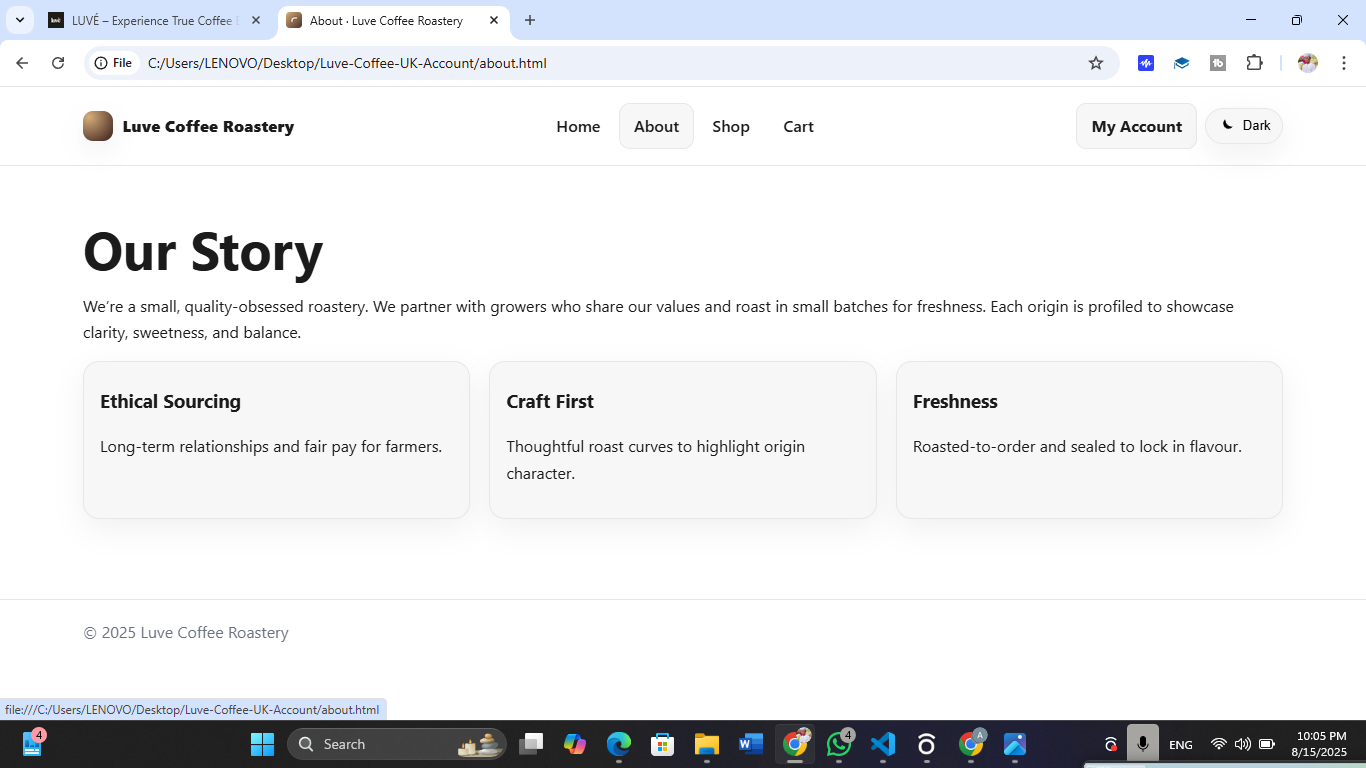 LUVÉ – Experience True Coffee
About · Luve Coffee Roastery
File
C:/Users/LENOVO/Desktop/Luve-Coffee-UK-Account/about.html
Luve Coffee Roastery
Home
About
Shop
Cart
My Account
Dark
Our Story
We’re a small, quality-obsessed roastery. We partner with growers who share our values and roast in small batches for freshness. Each origin is profiled to showcase
clarity, sweetness, and balance.
Ethical Sourcing
Long-term relationships and fair pay for farmers.
Craft First
Thoughtful roast curves to highlight origin
character.
Freshness
Roasted-to-order and sealed to lock in flavour.
© 2025 Luve Coffee Roastery
file:///C:/Users/LENOVO/Desktop/Luve-Coffee-UK-Account/about.html
4
Search
4
A
ENG
10:05 PM
8/15/2025